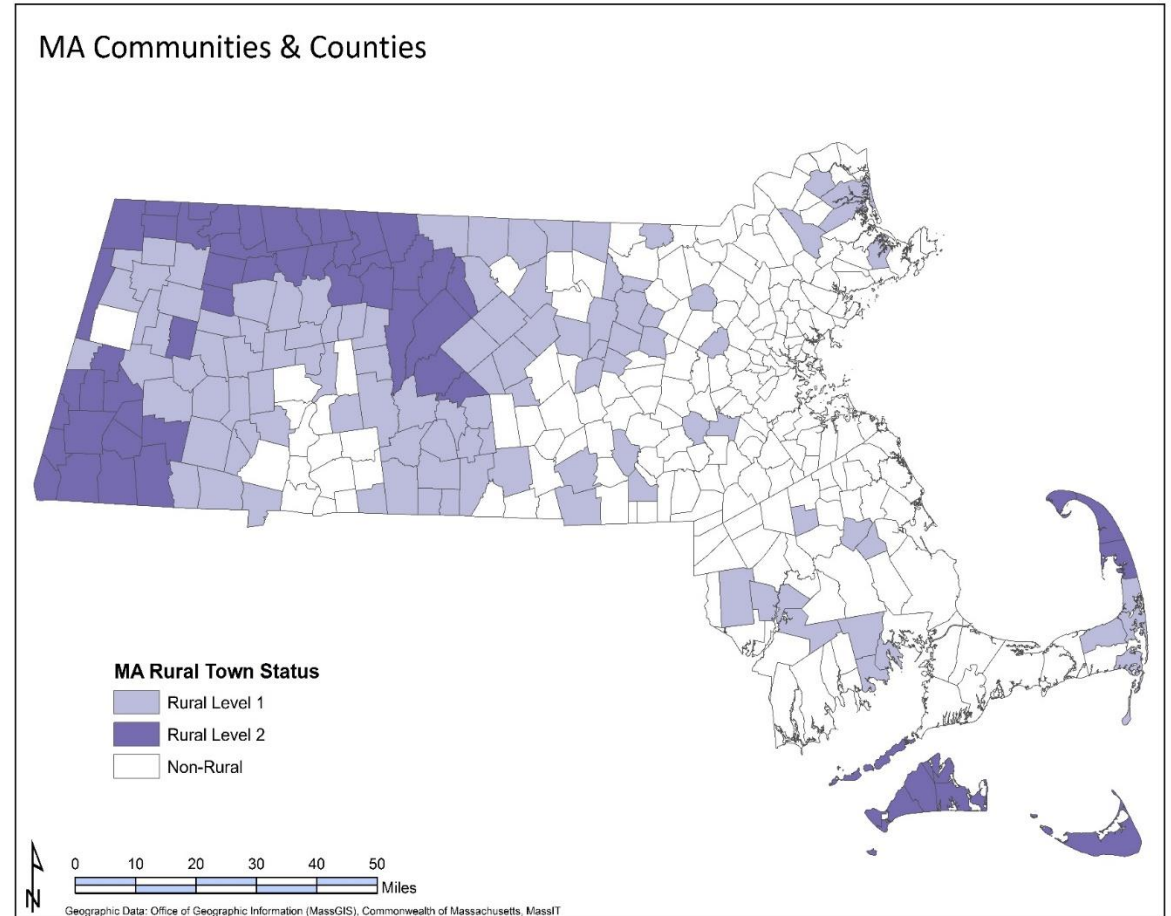 MA Communities & Counties
MA Rural Town Status
Rural Level 1
Rural Level 2
Non-Rural
N
0 10 20 30 40 50
Miles
Geographic Data: Office of Geographic Information (MassGIS), Commonwealth of Massachusetts, MassIT